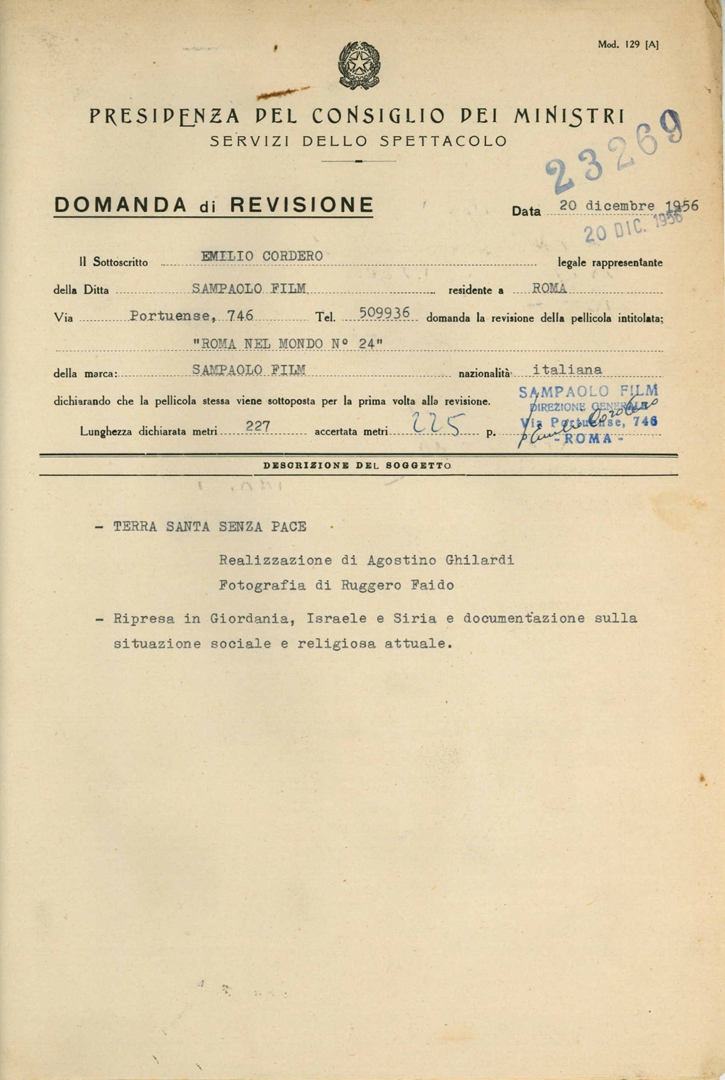 Mod. 129 [A]
PRESIDENZA DEL CONSIGLIO DEI MINISTRI
SERVIZI DELLO SPETTACOLO
23269
DOMANDA di REVISIONE
Data 20 dicembre 1956
20 DIC. 1956
Il Sottoscritto EMILIO CORDERO legale rappresentante
della Ditta SAMPAOLO FILM residente a ROMA
Via Portuense, 746 Tel. 509936 domanda la revisione della pellicola intitolata:
"ROMA NEL MONDO N° 24"
della marca: SAMPAOLO FILM nazionalità italiana
dichiarando che la pellicola stessa viene sottoposta per la prima volta alla revisione.
Lunghezza dichiarata metri 227 accertata metri 225 p.
SAMPAOLO FILM
DIREZIONE GENERALE
Via Portuense, 746
- ROMA -
DESCRIZIONE DEL SOGGETTO
- TERRA SANTA SENZA PACE
Realizzazione di Agostino Ghilardi
Fotografia di Ruggero Faido
- Ripresa in Giordania, Israele e Siria e documentazione sulla
situazione sociale e religiosa attuale.